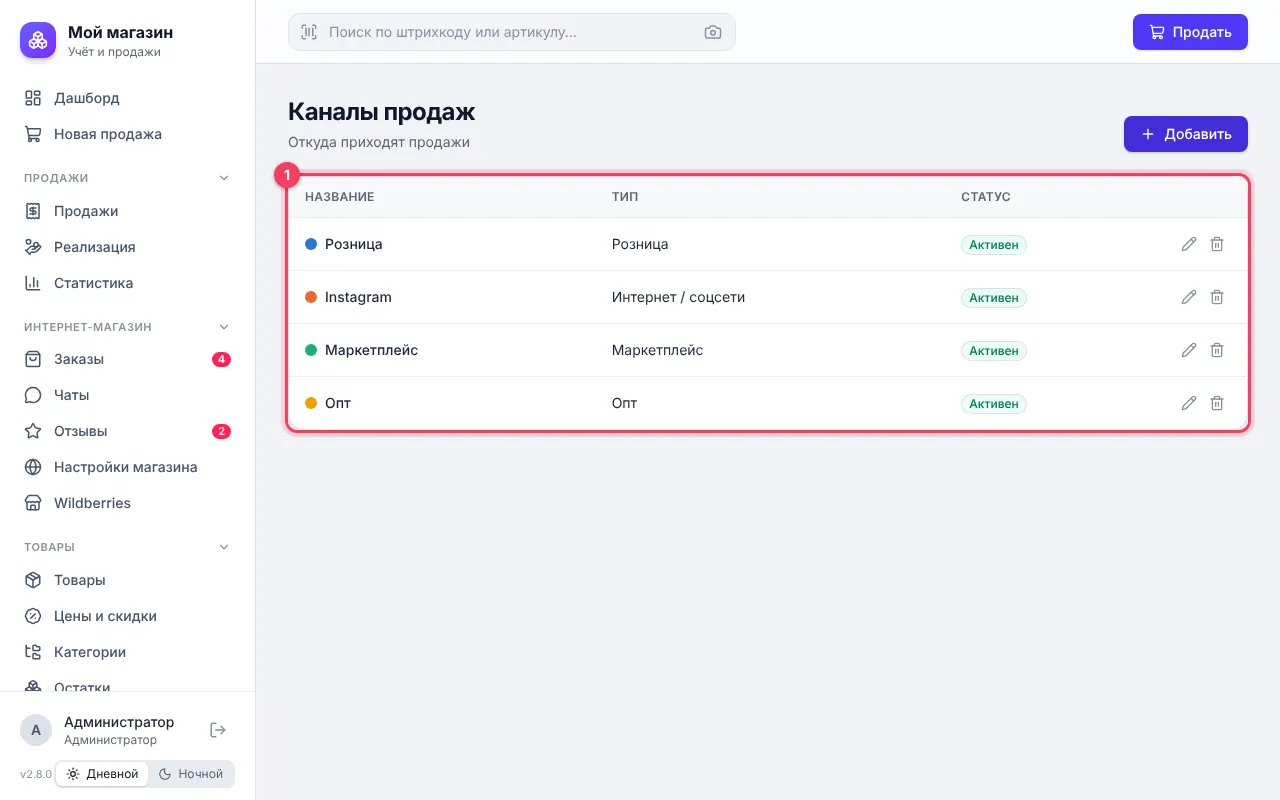 Мой магазин
Учёт и продажи
Поиск по штрихкоду или артикулу...
Продать
Дашборд
Новая продажа
ПРОДАЖИ
Продажи
Реализация
Статистика
ИНТЕРНЕТ-МАГАЗИН
Заказы 4
Чаты
Отзывы 2
Настройки магазина
Wildberries
ТОВАРЫ
Товары
Цены и скидки
Категории
Остатки
А Администратор
Администратор
v2.8.0 Дневной Ночной
Каналы продаж
Откуда приходят продажи
Добавить
1
НАЗВАНИЕ ТИП СТАТУС
Розница Розница Активен
Instagram Интернет / соцсети Активен
Маркетплейс Маркетплейс Активен
Опт Опт Активен